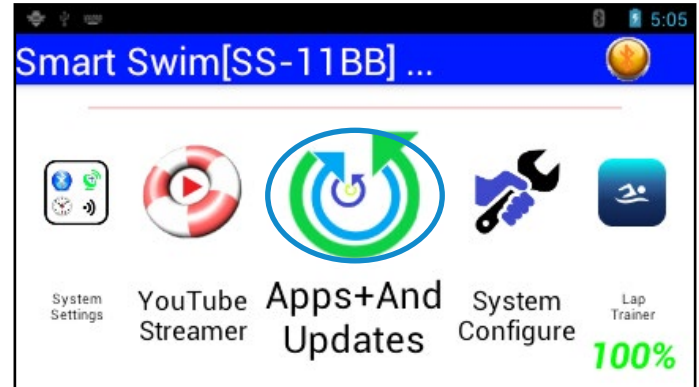 5:05
Smart Swim[SS-11BB] ...
System
Settings
YouTube
Streamer
Apps+And
Updates
System
Configure
Lap
Trainer
100%